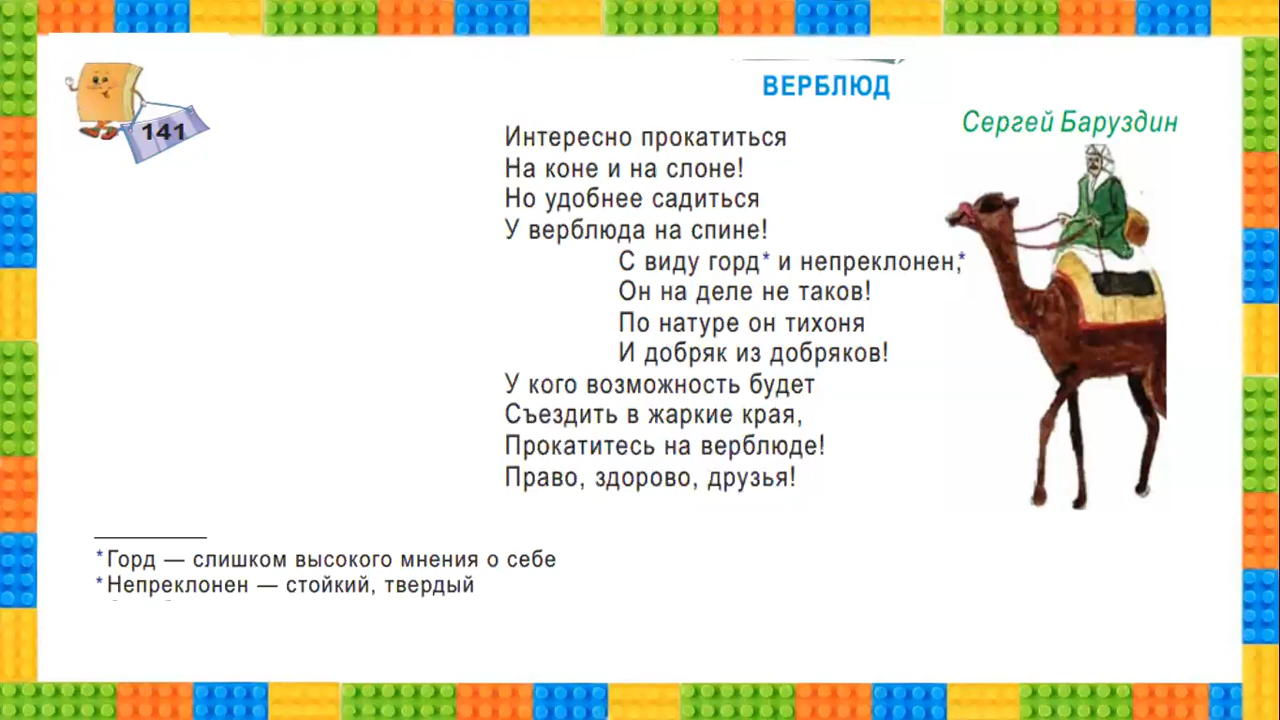 141
ВЕРБЛЮД
Сергей Баруздин
Интересно прокатиться
На коне и на слоне!
Но удобнее садиться
У верблюда на спине!
С виду горд* и непреклонен,*
Он на деле не таков!
По натуре он тихоня
И добряк из добряков!
У кого возможность будет
Съездить в жаркие края,
Прокатитесь на верблюде!
Право, здорово, друзья!
*Горд — слишком высокого мнения о себе
*Непреклонен — стойкий, твердый